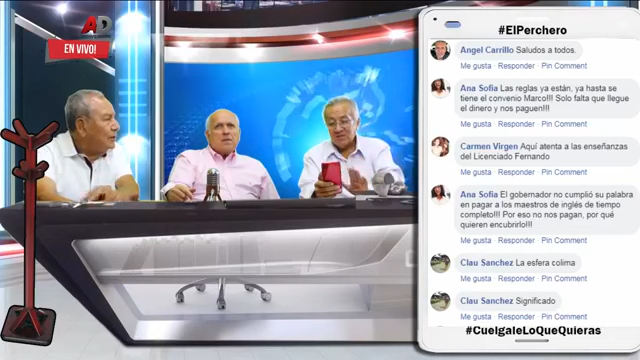 AD
EN VIVO!
#ElPerchero
Angel Carrillo Saludos a todos.
Me gusta · Responder · Pin Comment
Ana Sofia Las reglas ya están, ya hasta se
tiene el convenio Marco!!! Solo falta que llegue
el dinero y nos paguen!!!
Me gusta · Responder · Pin Comment
Carmen Virgen Aquí atenta a las enseñanzas
del Licenciado Fernando
Me gusta · Responder · Pin Comment
Ana Sofia El gobernador no cumplió su palabra
en pagar a los maestros de inglés de tiempo
completo!!! Por eso no nos pagan, por qué
quieren encubrirlo!!!
Me gusta · Responder · Pin Comment
Clau Sanchez La esfera colima
Me gusta · Responder · Pin Comment
Clau Sanchez Significado
Me gusta · Responder · Pin Comment
#CuelgaleLoQueQuieras